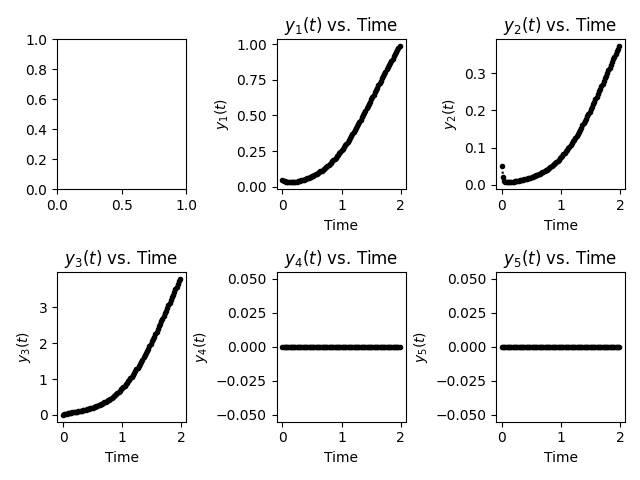 y₁(t) vs. Time
y₂(t) vs. Time
1.0
0.8
0.6
0.4
0.2
0.0
0.0 0.5 1.0
y₁(t)
1.00
0.75
0.50
0.25
0.00
0 1 2
Time
y₂(t)
0.3
0.2
0.1
0.0
0 1 2
Time
y₃(t) vs. Time
y₄(t) vs. Time
y₅(t) vs. Time
y₃(t)
3
2
1
0
0 1 2
Time
y₄(t)
0.050
0.025
0.000
−0.025
−0.050
0 1 2
Time
y₅(t)
0.050
0.025
0.000
−0.025
−0.050
0 1 2
Time